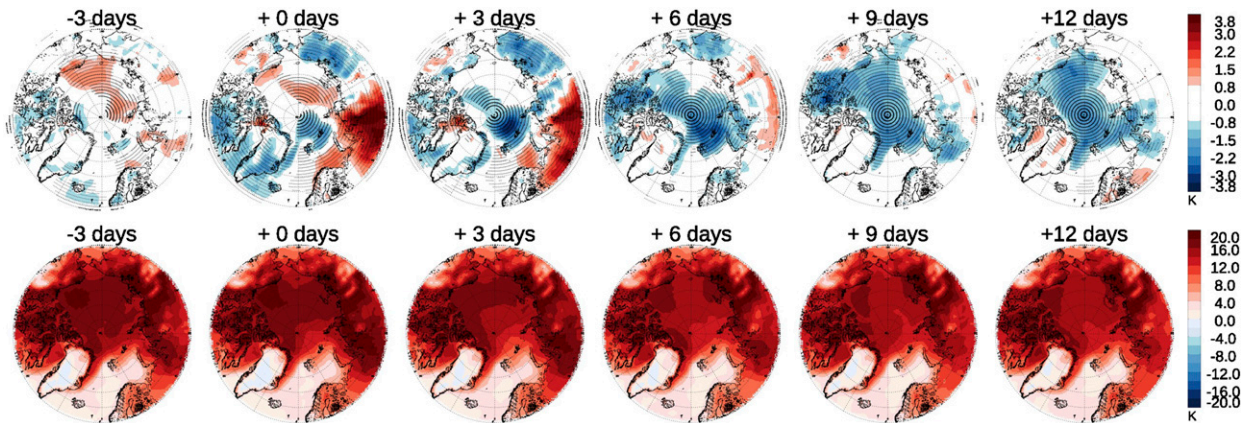 -3 days
+ 0 days
+ 3 days
+ 6 days
+ 9 days
+12 days
3.8
3.0
2.2
1.5
0.8
0.0
-0.8
-1.5
-2.2
-3.0
-3.8
K
-3 days
+ 0 days
+ 3 days
+ 6 days
+ 9 days
+12 days
20.0
16.0
12.0
8.0
4.0
0.0
-4.0
-8.0
-12.0
-16.0
-20.0
K